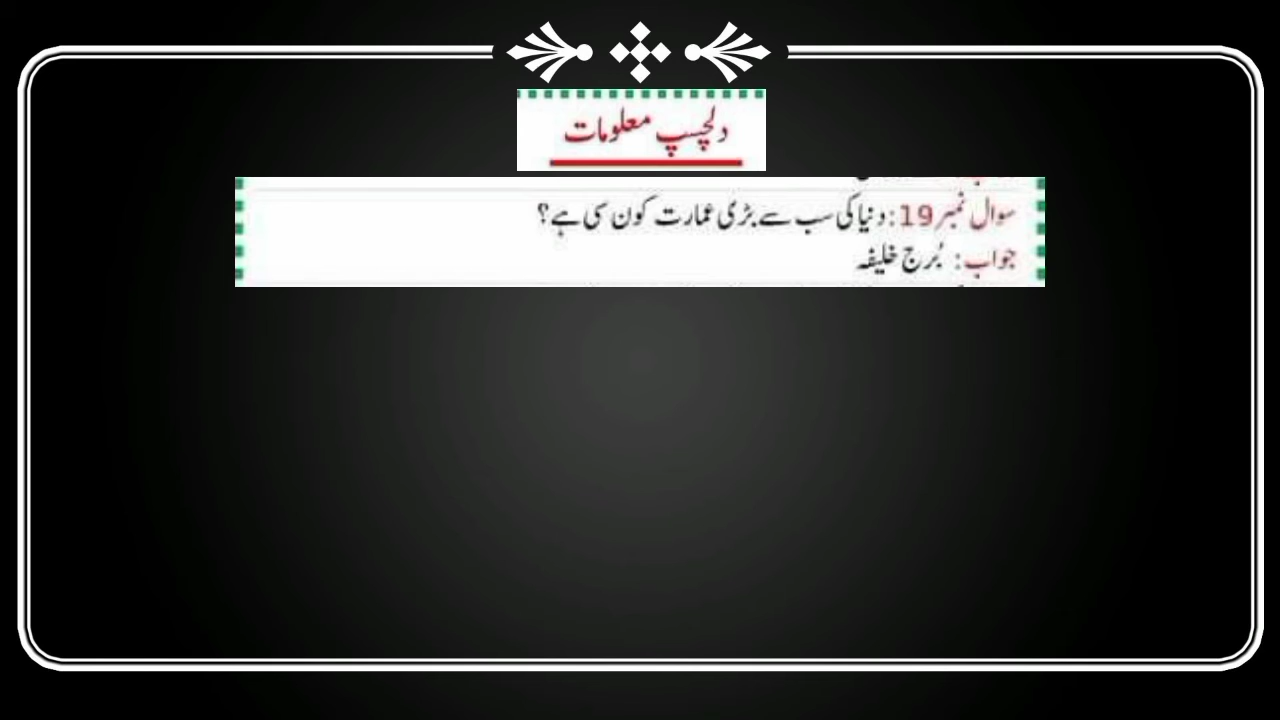 دلچسپ معلومات
سوال نمبر 19: دنیا کی سب سے بڑی عمارت کون سی ہے؟
جواب: بُرج خلیفہ